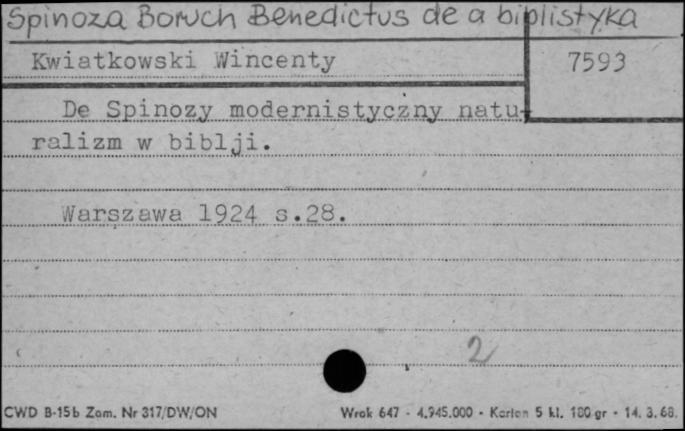 Spinoza Boruch Benedictus de a biblistyka
Kwiatkowski Wincenty
7593
De Spinozy modernistyczny natu-
ralizm w biblji.
Warszawa 1924 s.28.
2
CWD B-15b Zam. Nr 317/DW/ON
Wrok 647 - 4.945.000 - Karton 5 kl. 180 gr - 14. 3. 68.